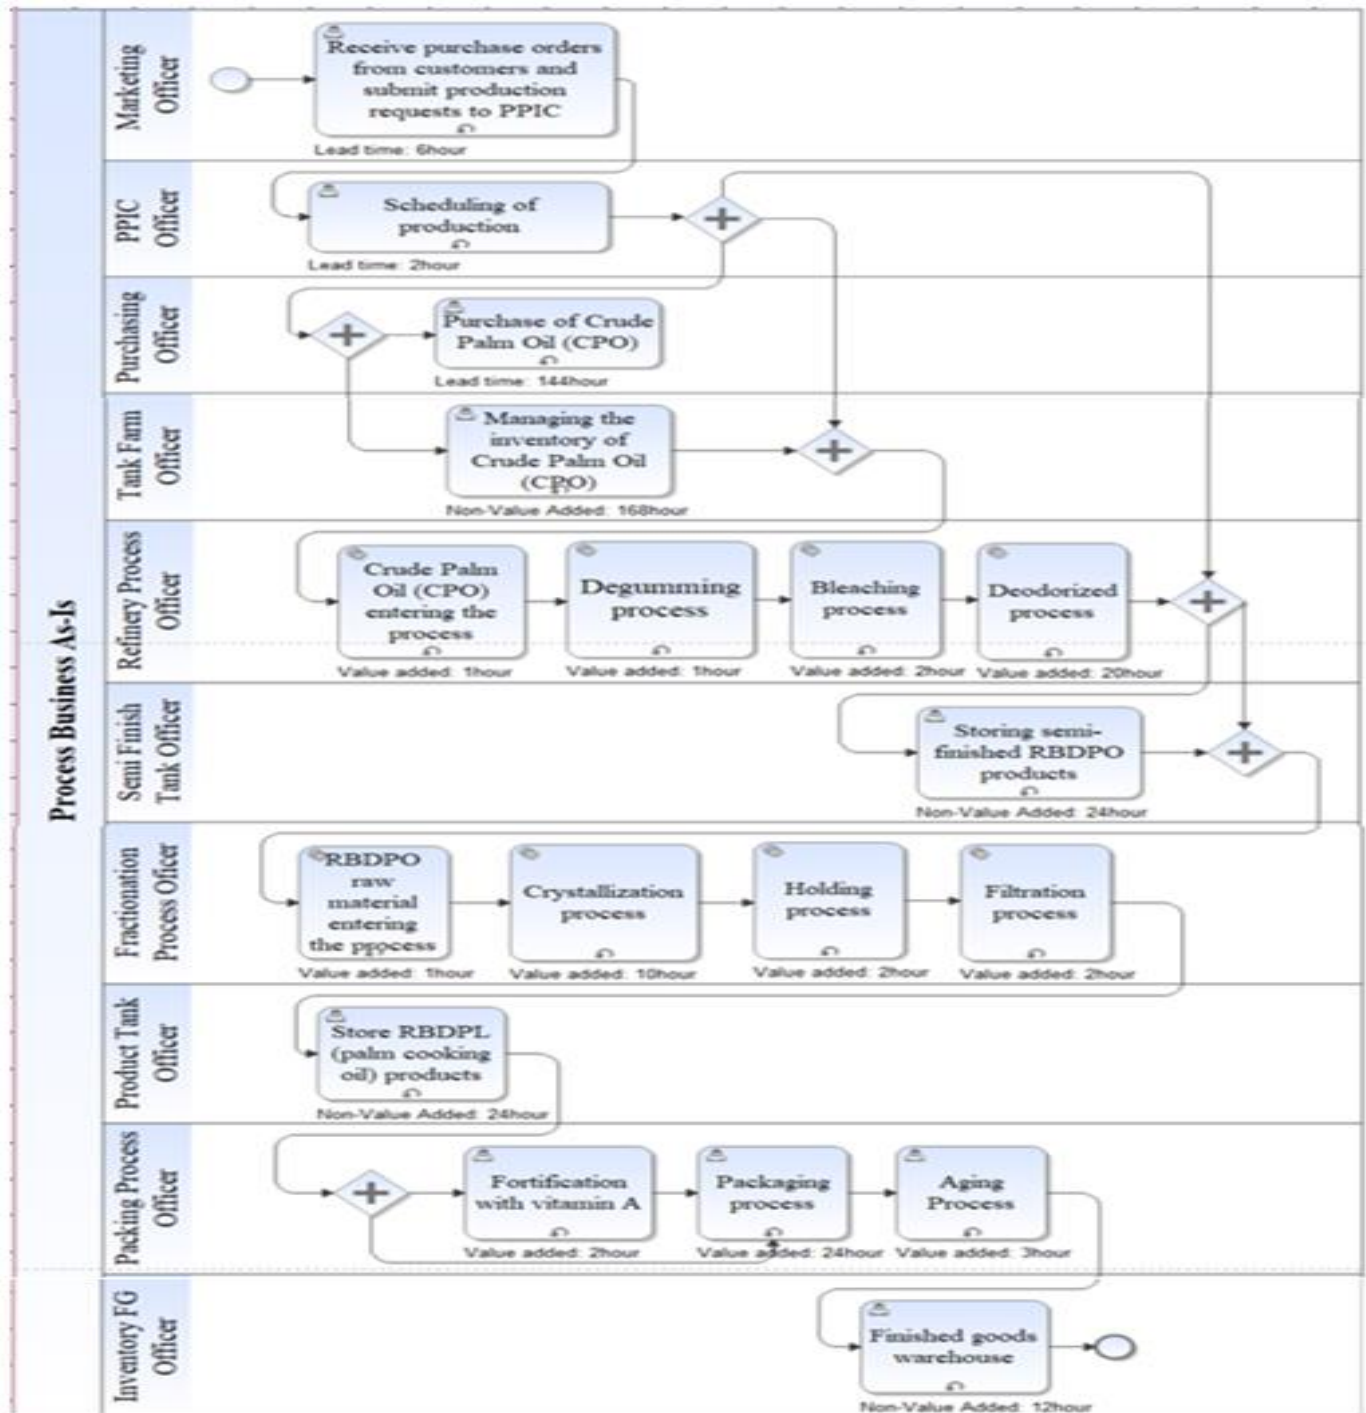 Process Business As-Is
Marketing
Officer
Receive purchase orders
from customers and
submit production
requests to PPIC
Lead time: 6hour
PPIC
Officer
Scheduling of
production
Lead time: 2hour
Purchasing
Officer
Purchase of Crude
Palm Oil (CPO)
Lead time: 144hour
Tank Farm
Officer
Managing the
inventory of
Crude Palm Oil
(CPO)
Non-Value Added: 168hour
Refinery Process
Officer
Crude Palm
Oil (CPO)
entering the
process
Value added: 1hour
Degumming
process
Value added: 1hour
Bleaching
process
Value added: 2hour
Deodorized
process
Value added: 20hour
Semi Finish
Tank Officer
Storing semi-
finished RBDPO
products
Non-Value Added: 24hour
Fractionation
Process Oficer
RBDPO
raw
material
entering
the process
Value added: 1hour
Crystallization
process
Value added: 10hour
Holding
process
Value added: 2hour
Filtration
process
Value added: 2hour
Product Tank
Officer
Store RBDPL
(palm cooking
oil) products
Non-Value Added: 24hour
Packing Process
Officer
Fortification
with vitamin A
Value added: 2hour
Packaging
process
Value added: 24hour
Aging
Process
Value added: 3hour
Inventory FG
Officer
Finished goods
warehouse
Non-Value Added: 12hour